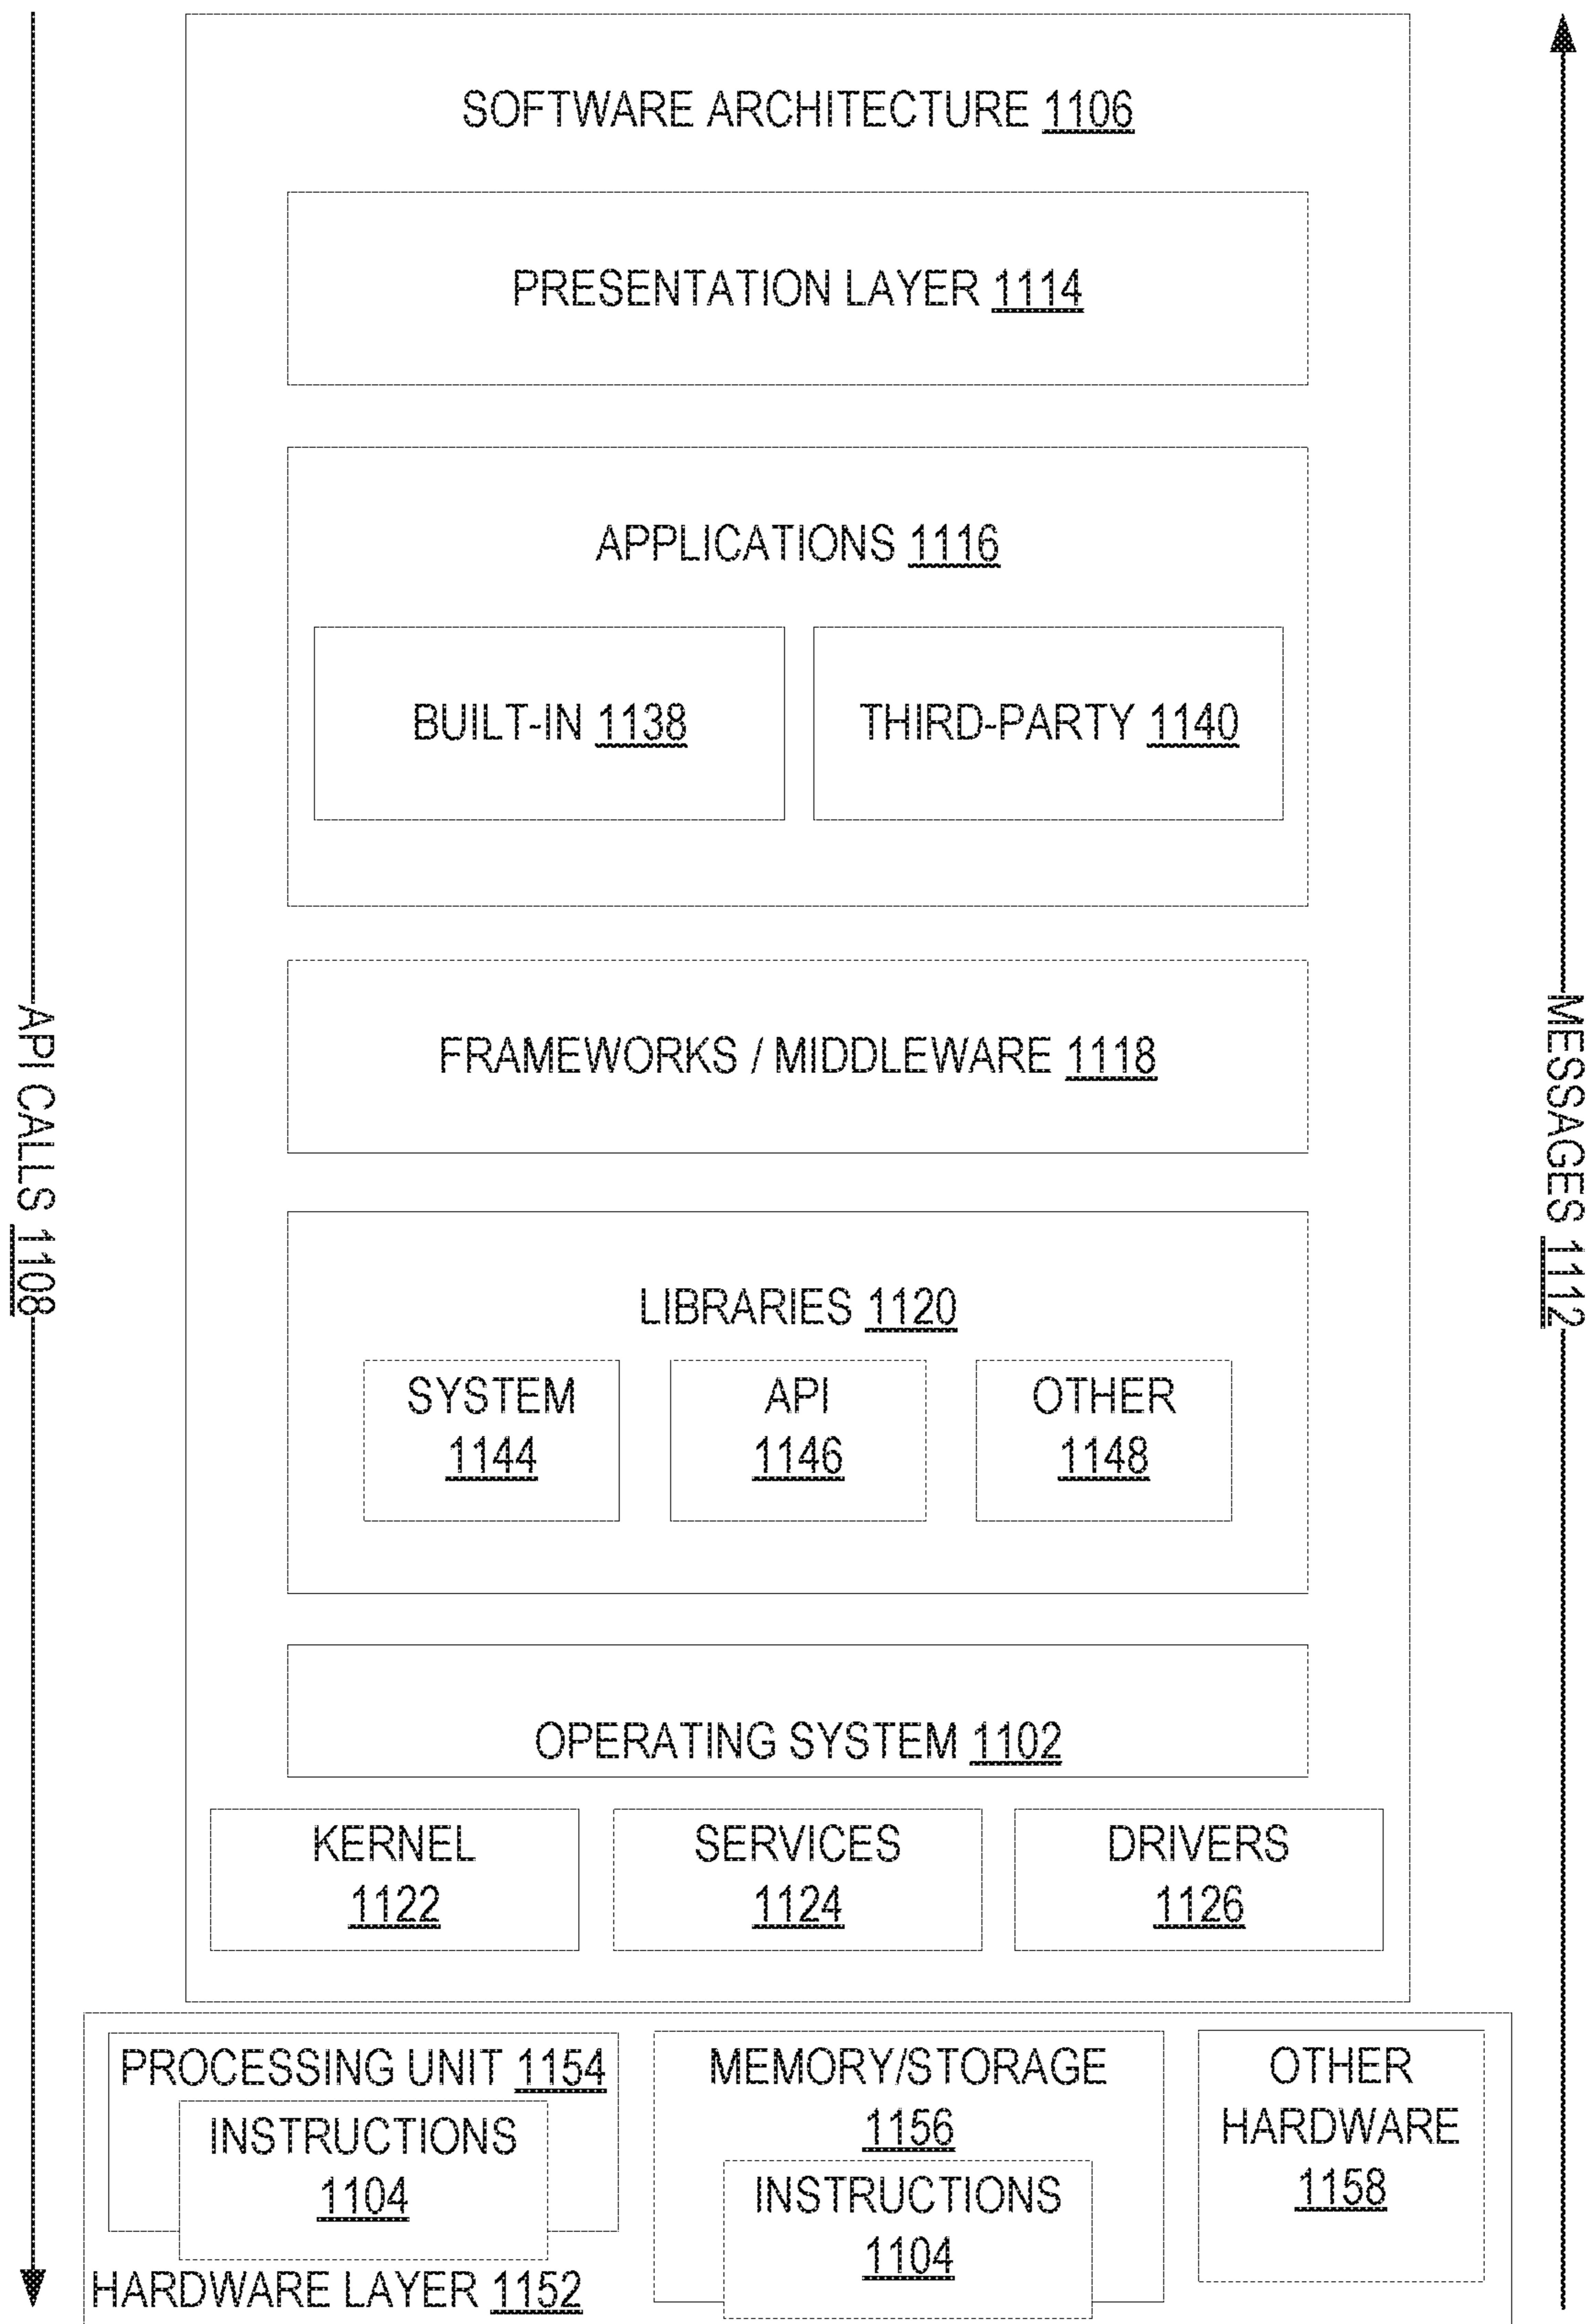 SOFTWARE ARCHITECTURE 1106
PRESENTATION LAYER 1114
APPLICATIONS 1116
BUILT-IN 1138
THIRD-PARTY 1140
FRAMEWORKS / MIDDLEWARE 1118
API CALLS 1108
MESSAGES 1112
LIBRARIES 1120
SYSTEM
1144
API
1146
OTHER
1148
OPERATING SYSTEM 1102
KERNEL
1122
SERVICES
1124
DRIVERS
1126
PROCESSING UNIT 1154
INSTRUCTIONS
1104
MEMORY/STORAGE
1156
INSTRUCTIONS
1104
OTHER
HARDWARE
1158
HARDWARE LAYER 1152